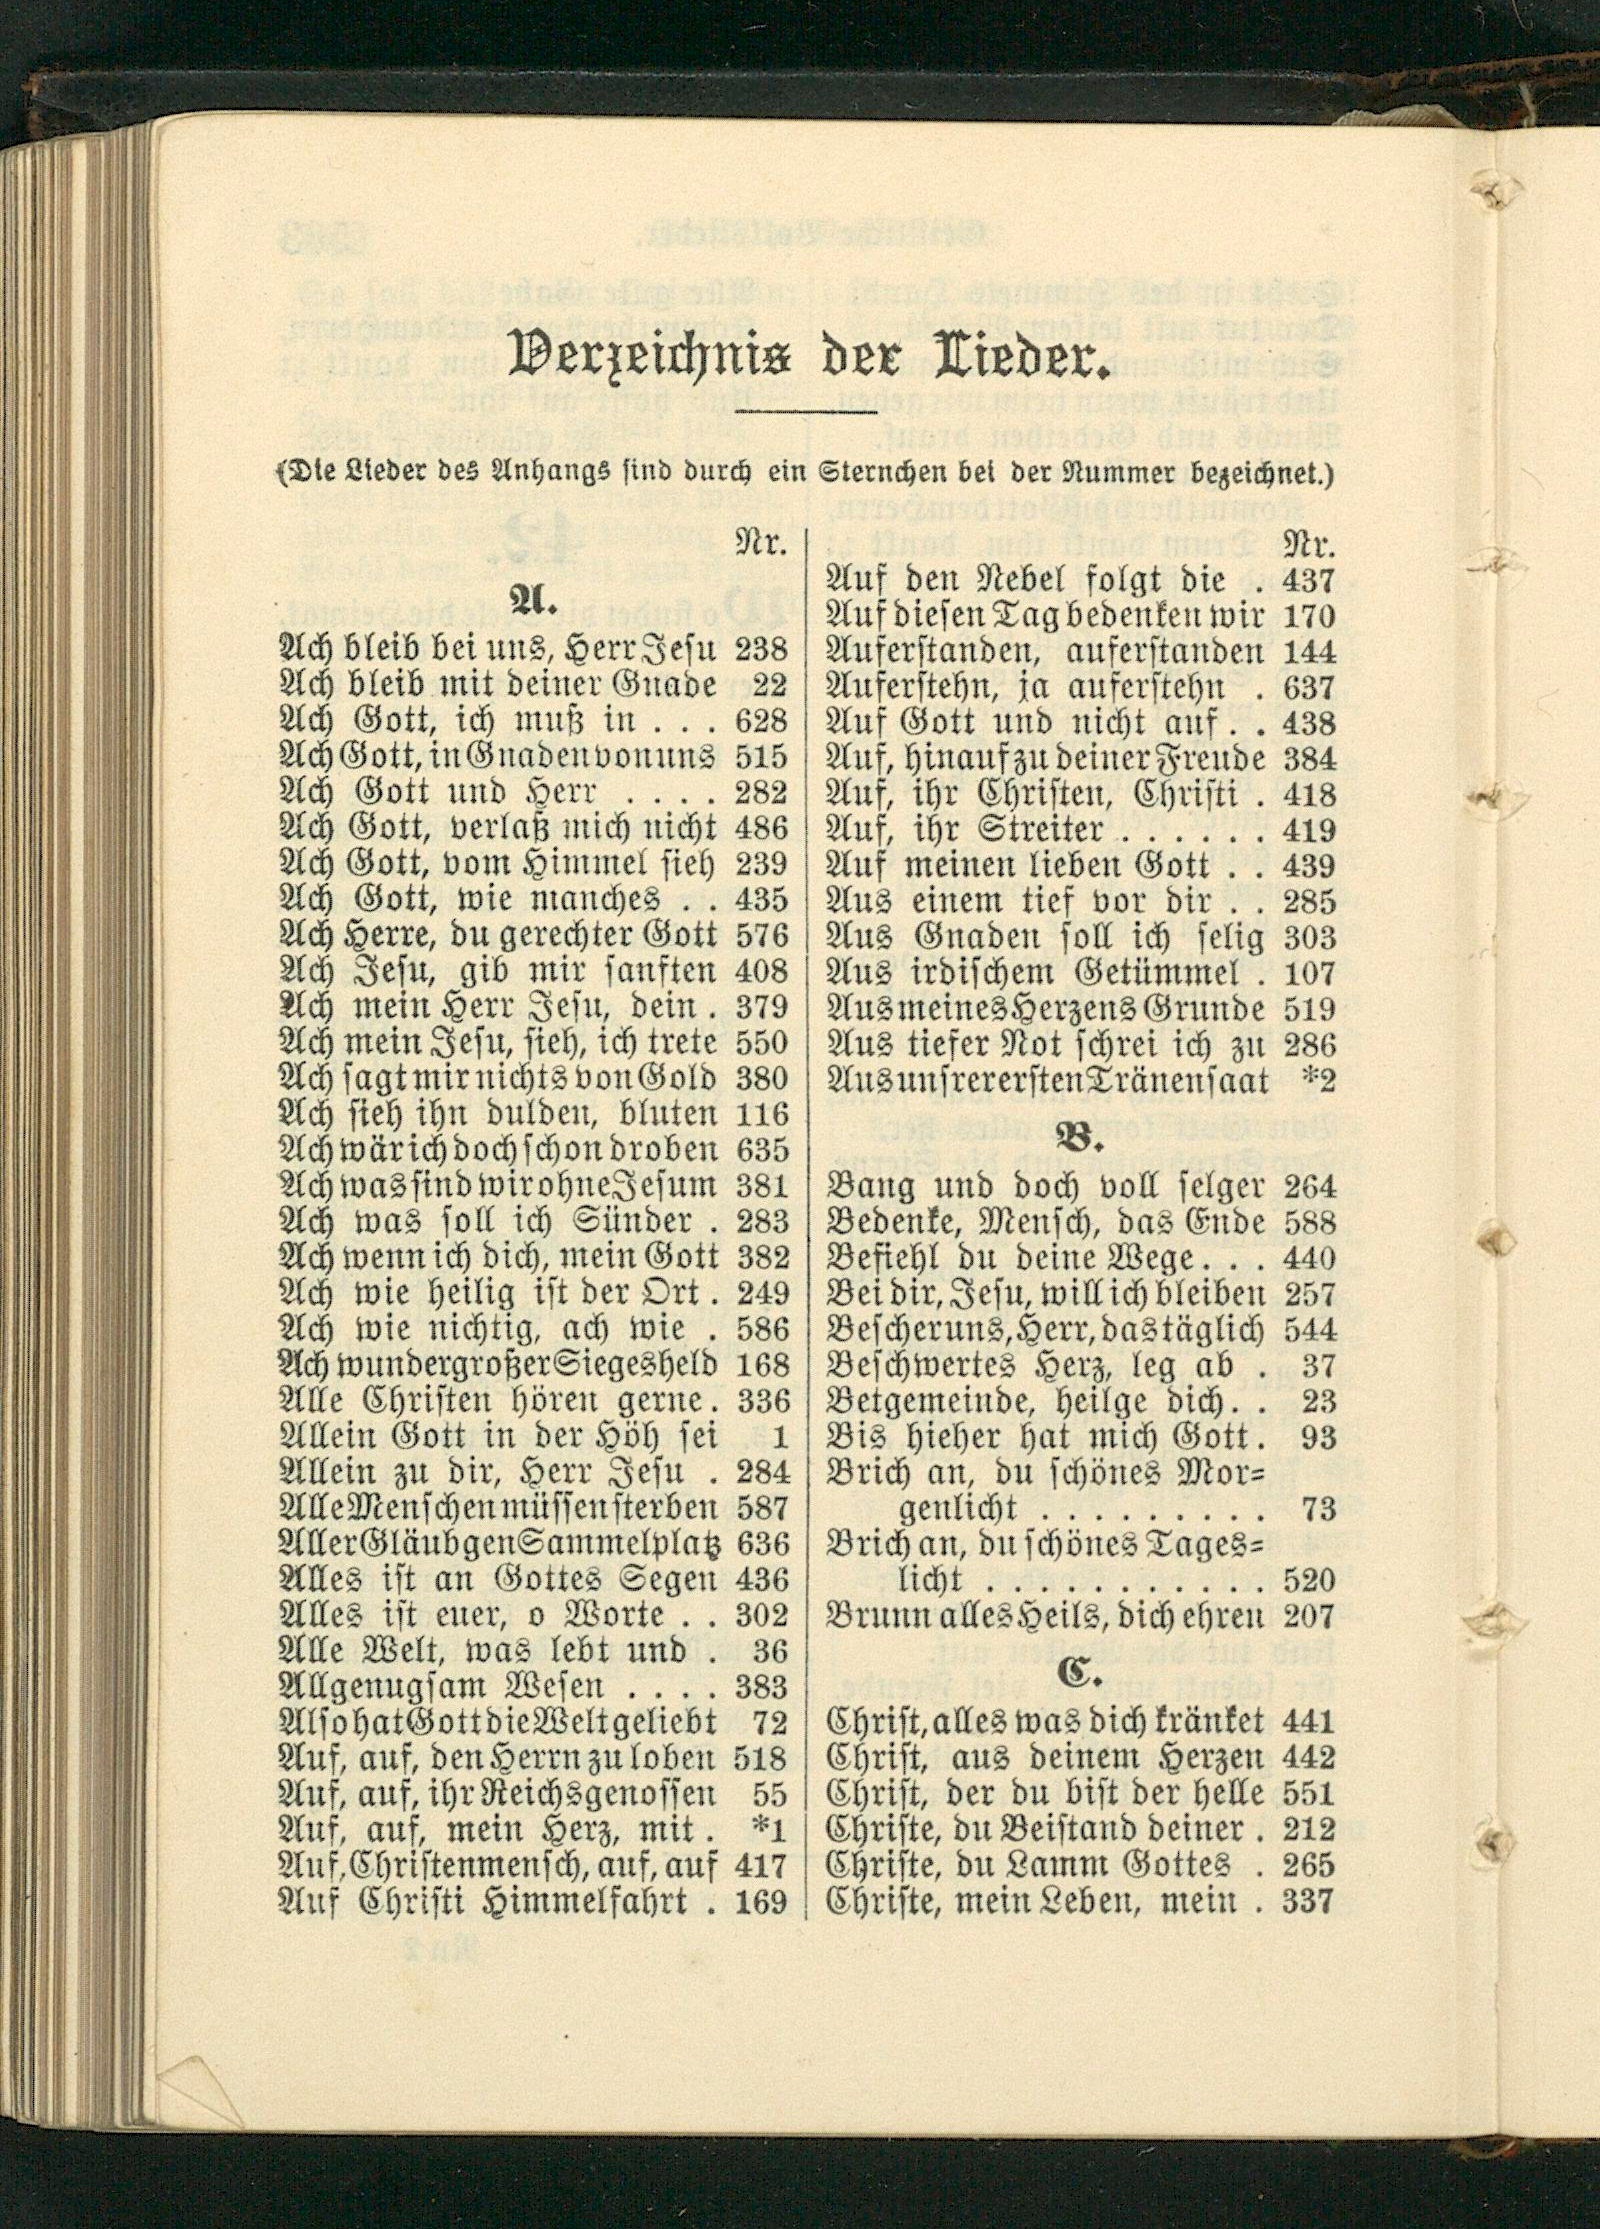 Verzeichnis der Lieder.
(Die Lieder des Anhangs sind durch ein Sternchen bei der Nummer bezeichnet.)
Nr.
A.
Ach bleib bei uns, Herr Jesu 238
Ach bleib mit deiner Gnade 22
Ach Gott, ich muß in . . . 628
Ach Gott, in Gnaden von uns 515
Ach Gott und Herr . . . . 282
Ach Gott, verlaß mich nicht 486
Ach Gott, vom Himmel sieh 239
Ach Gott, wie manches . . 435
Ach Herre, du gerechter Gott 576
Ach Jesu, gib mir sanften 408
Ach mein Herr Jesu, dein . 379
Ach mein Jesu, sieh, ich trete 550
Ach sagt mir nichts von Gold 380
Ach sieh ihn dulden, bluten 116
Ach wär ich doch schon droben 635
Ach was sind wir ohne Jesum 381
Ach was soll ich Sünder . 283
Ach wenn ich dich, mein Gott 382
Ach wie heilig ist der Ort . 249
Ach wie nichtig, ach wie . 586
Ach wundergroßer Siegesheld 168
Alle Christen hören gerne . 336
Allein Gott in der Höh sei 1
Allein zu dir, Herr Jesu . 284
Alle Menschen müssen sterben 587
Aller Gläubgen Sammelplatz 636
Alles ist an Gottes Segen 436
Alles ist euer, o Worte . . 302
Alle Welt, was lebt und . 36
Allgenugsam Wesen . . . . 383
Also hat Gott die Welt geliebt 72
Auf, auf, den Herrn zu loben 518
Auf, auf, ihr Reichsgenossen 55
Auf, auf, mein Herz, mit . *1
Auf, Christenmensch, auf, auf 417
Auf Christi Himmelfahrt . 169
Nr.
Auf den Nebel folgt die . 437
Auf diesen Tag bedenken wir 170
Auferstanden, auferstanden 144
Auferstehn, ja auferstehn . 637
Auf Gott und nicht auf . . 438
Auf, hinauf zu deiner Freude 384
Auf, ihr Christen, Christi . 418
Auf, ihr Streiter . . . . . . 419
Auf meinen lieben Gott . . 439
Aus einem tief vor dir . . 285
Aus Gnaden soll ich selig 303
Aus irdischem Getümmel . 107
Aus meines Herzens Grunde 519
Aus tiefer Not schrei ich zu 286
Aus unsrer ersten Tränensaat *2
B.
Bang und doch voll selger 264
Bedenke, Mensch, das Ende 588
Befiehl du deine Wege . . . 440
Bei dir, Jesu, will ich bleiben 257
Bescher uns, Herr, das täglich 544
Beschwertes Herz, leg ab . 37
Betgemeinde, heilge dich . . 23
Bis hieher hat mich Gott . 93
Brich an, du schönes Mor-
genlicht . . . . . . . . . . 73
Brich an, du schönes Tages-
licht . . . . . . . . . . . . 520
Brunn alles Heils, dich ehren 207
C.
Christ, alles was dich kränket 441
Christ, aus deinem Herzen 442
Christ, der du bist der helle 551
Christe, du Beistand deiner . 212
Christe, du Lamm Gottes . 265
Christe, mein Leben, mein . 337